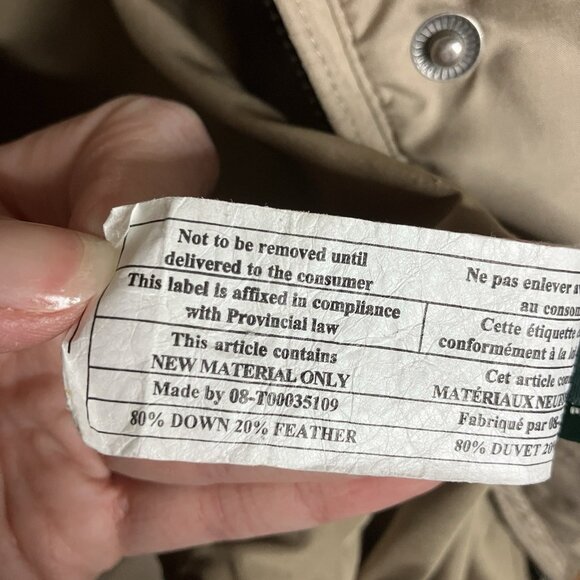 Not to be removed until
delivered to the consumer
This label is affixed in compliance
with Provincial law
This article contains
NEW MATERIAL ONLY
Made by 08-T00035109
80% DOWN 20% FEATHER
Ne pas enlever
au
Cette étiquette
conformément à la
Cet article
MATÉRIAUX
Fabriqué par
80% DUVET